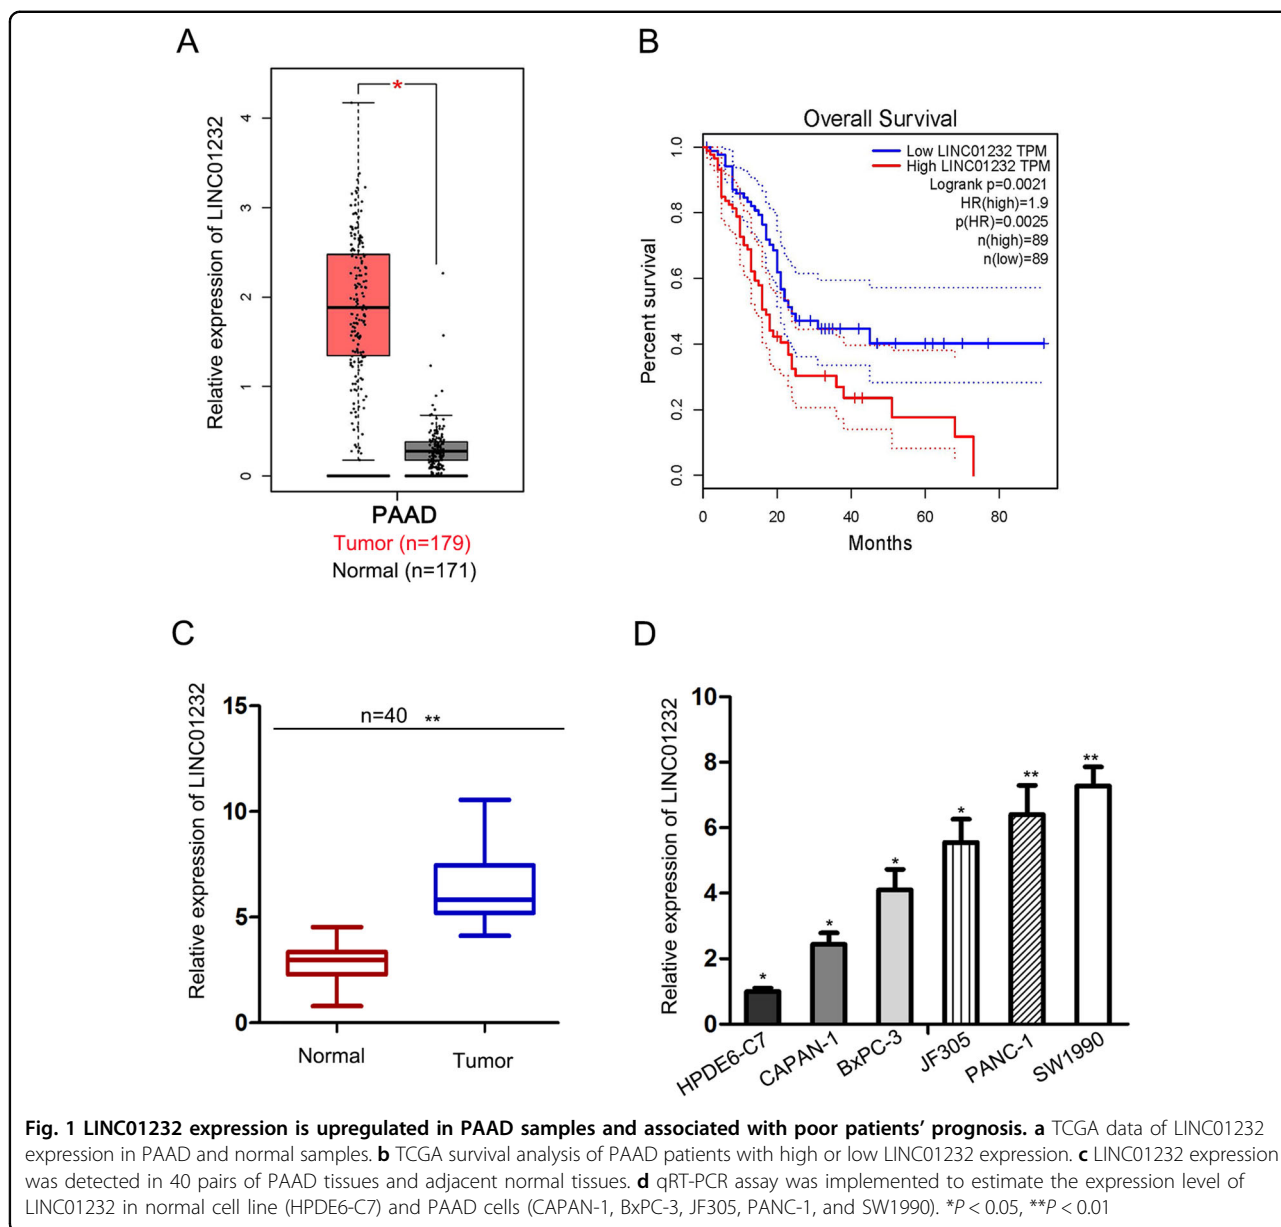 A
Relative expression of LINC01232
4
3
2
1
0
*
PAAD
Tumor (n=179)
Normal (n=171)
B
Overall Survival
Percent survival
1.0
0.8
0.6
0.4
0.2
0.0
Low LINC01232 TPM
High LINC01232 TPM
Logrank p=0.0021
HR(high)=1.9
p(HR)=0.0025
n(high)=89
n(low)=89
0 20 40 60 80
Months
C
Relative expression of LINC01232
15
10
5
0
n=40 **
Normal Tumor
D
Relative expression of LINC01232
10
8
6
4
2
0
* * * * ** **
HPDE6-C7 CAPAN-1 BxPC-3 JF305 PANC-1 SW1990
Fig. 1 LINC01232 expression is upregulated in PAAD samples and associated with poor patients’ prognosis. a TCGA data of LINC01232
expression in PAAD and normal samples. b TCGA survival analysis of PAAD patients with high or low LINC01232 expression. c LINC01232 expression
was detected in 40 pairs of PAAD tissues and adjacent normal tissues. d qRT-PCR assay was implemented to estimate the expression level of
LINC01232 in normal cell line (HPDE6-C7) and PAAD cells (CAPAN-1, BxPC-3, JF305, PANC-1, and SW1990). *P < 0.05, **P < 0.01